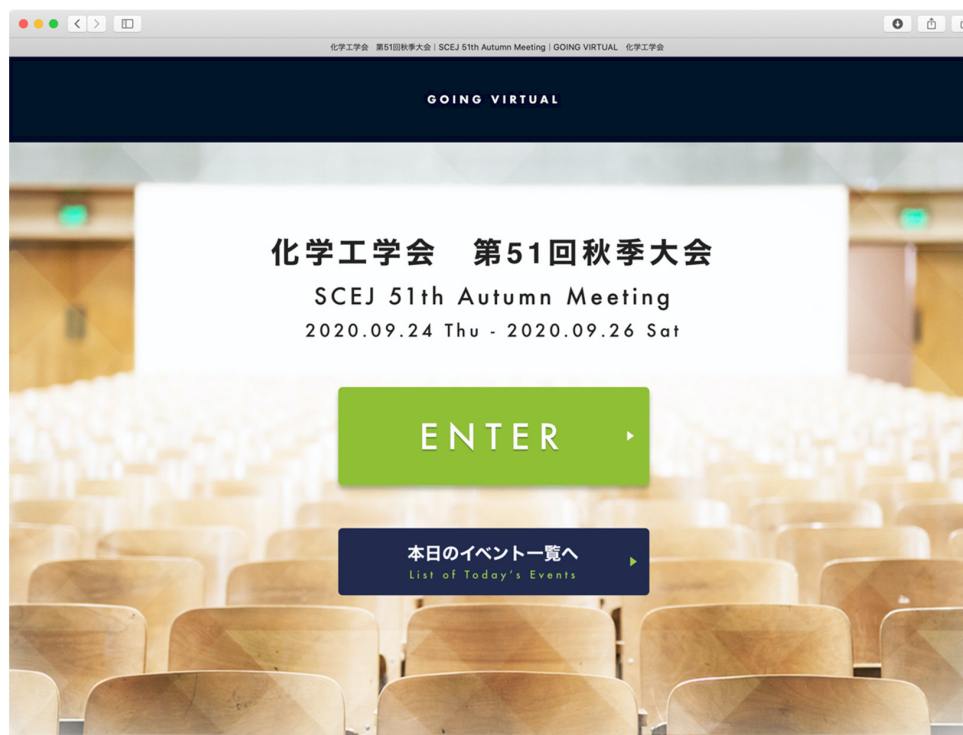 化学工学会　第51回秋季大会 | SCEJ 51th Autumn Meeting | GOING VIRTUAL　化学工学会
GOING VIRTUAL
化学工学会　第51回秋季大会
SCEJ 51th Autumn Meeting
2020.09.24 Thu - 2020.09.26 Sat
ENTER
本日のイベント一覧へ
List of Today's Events